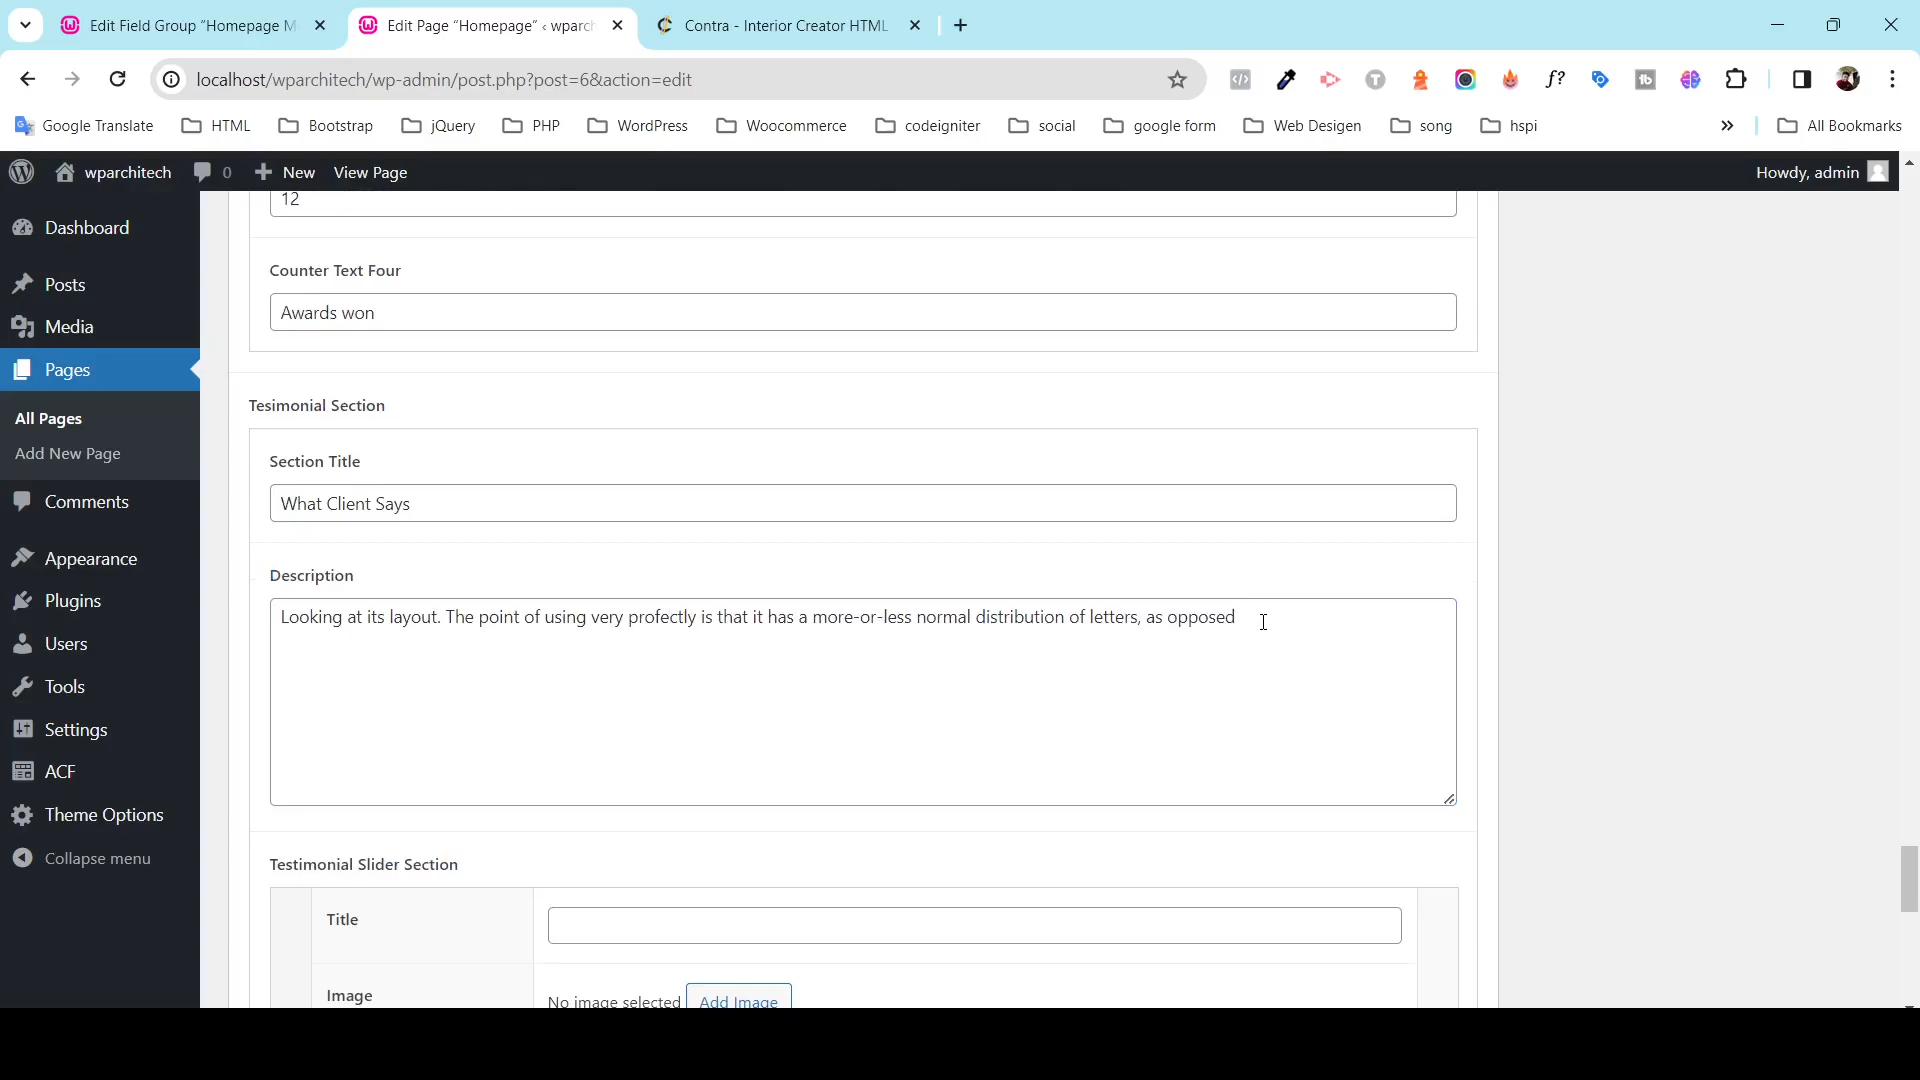 Edit Field Group “Homepage M
Edit Page “Homepage” ‹ wparch
Contra - Interior Creator HTML
localhost/wparchitech/wp-admin/post.php?post=6&action=edit
Google Translate
HTML
Bootstrap
jQuery
PHP
WordPress
Woocommerce
codeigniter
social
google form
Web Desigen
song
hspi
»
All Bookmarks
wparchitech
0
New
View Page
Howdy, admin
Dashboard
Posts
Media
Pages
All Pages
Add New Page
Comments
Appearance
Plugins
Users
Tools
Settings
ACF
Theme Options
Collapse menu
12
Counter Text Four
Awards won
Tesimonial Section
Section Title
What Client Says
Description
Looking at its layout. The point of using very profectly is that it has a more-or-less normal distribution of letters, as opposed
Testimonial Slider Section
Title
Image
No image selected
Add Image